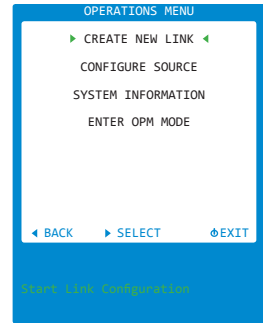 OPERATIONS MENU
CREATE NEW LINK
CONFIGURE SOURCE
SYSTEM INFORMATION
ENTER OPM MODE
BACK SELECT EXIT
Start Link Configuration